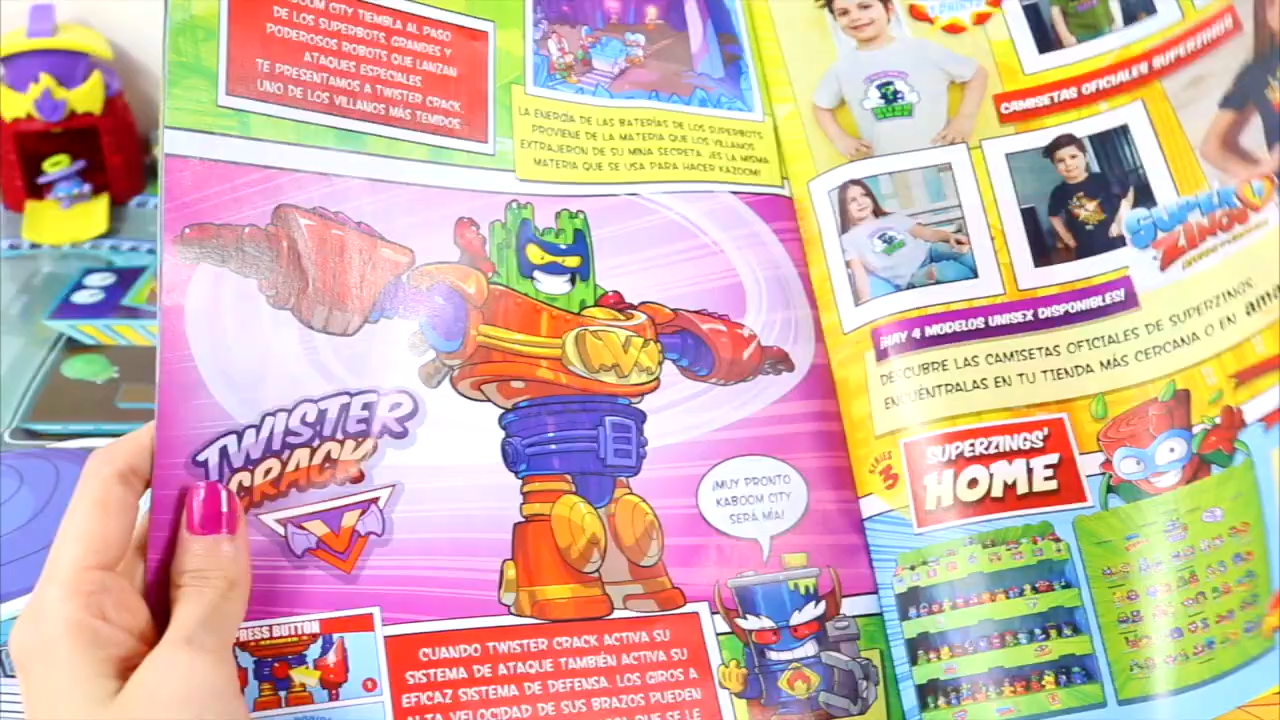 KABOOM CITY TIEMBLA AL PASO
DE LOS SUPERBOTS, GRANDES Y
PODEROSOS ROBOTS QUE LANZAN
ATAQUES ESPECIALES.
TE PRESENTAMOS A TWISTER CRACK,
UNO DE LOS VILLANOS MÁS TEMIDOS.
LA ENERGÍA DE LAS BATERÍAS DE LOS SUPERBOTS
PROVIENE DE LA MATERIA QUE LOS VILLANOS
EXTRAJERON DE SU MINA SECRETA. ¡ES LA MISMA
MATERIA QUE SE USA PARA HACER KAZOOM!
TWISTER
CRACK
¡MUY PRONTO
KABOOM CITY
SERÁ MÍA!
PRESS BUTTON
1
CUANDO TWISTER CRACK ACTIVA SU
SISTEMA DE ATAQUE TAMBIÉN ACTIVA SU
EFICAZ SISTEMA DE DEFENSA. LOS GIROS A
ALTA VELOCIDAD DE SUS BRAZOS PUEDEN
QUE SE LE
CAMISETAS OFICIALES SUPERZINGS
SUPER
ZINGS
¡HAY 4 MODELOS UNISEX DISPONIBLES!
DESCUBRE LAS CAMISETAS OFICIALES DE SUPERZINGS.
ENCUÉNTRALAS EN TU TIENDA MÁS CERCANA O EN
SERIES
3
SUPERZINGS'
HOME